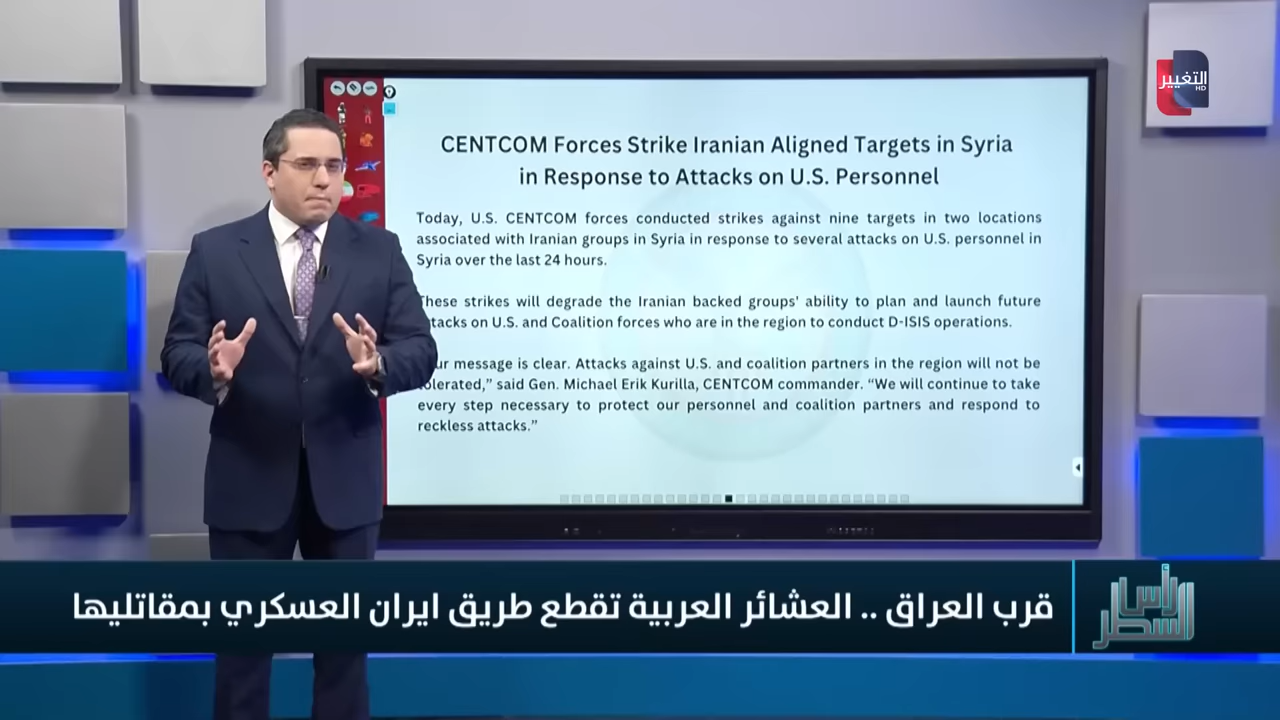 التغيير
HD
CENTCOM Forces Strike Iranian Aligned Targets in Syria
in Response to Attacks on U.S. Personnel
Today, U.S. CENTCOM forces conducted strikes against nine targets in two locations
associated with Iranian groups in Syria in response to several attacks on U.S. personnel in
Syria over the last 24 hours.
These strikes will degrade the Iranian backed groups' ability to plan and launch future
tacks on U.S. and Coalition forces who are in the region to conduct D-ISIS operations.
ur message is clear. Attacks against U.S. and coalition partners in the region will not be
tolerated,” said Gen. Michael Erik Kurilla, CENTCOM commander. “We will continue to take
every step necessary to protect our personnel and coalition partners and respond to
reckless attacks.”
قرب العراق .. العشائر العربية تقطع طريق ايران العسكري بمقاتليها
رأس
السطر